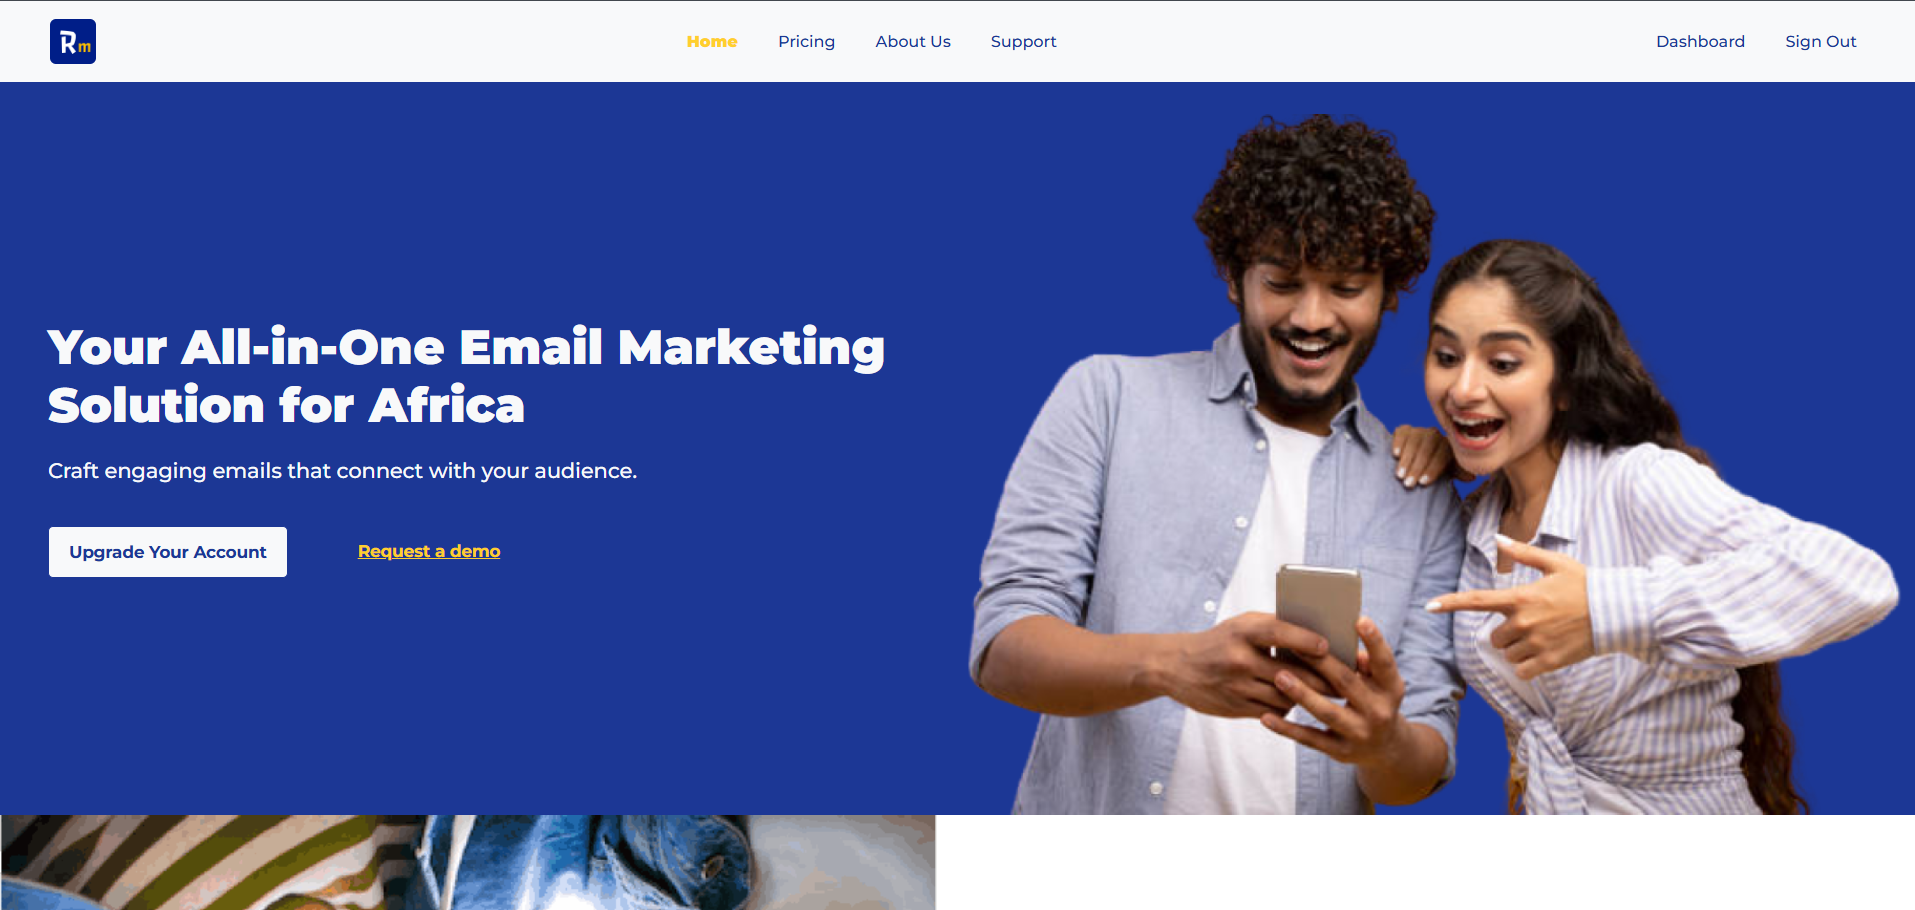 Rm
Home
Pricing
About Us
Support
Dashboard
Sign Out
Your All-in-One Email Marketing
Solution for Africa
Craft engaging emails that connect with your audience.
Upgrade Your Account
Request a demo